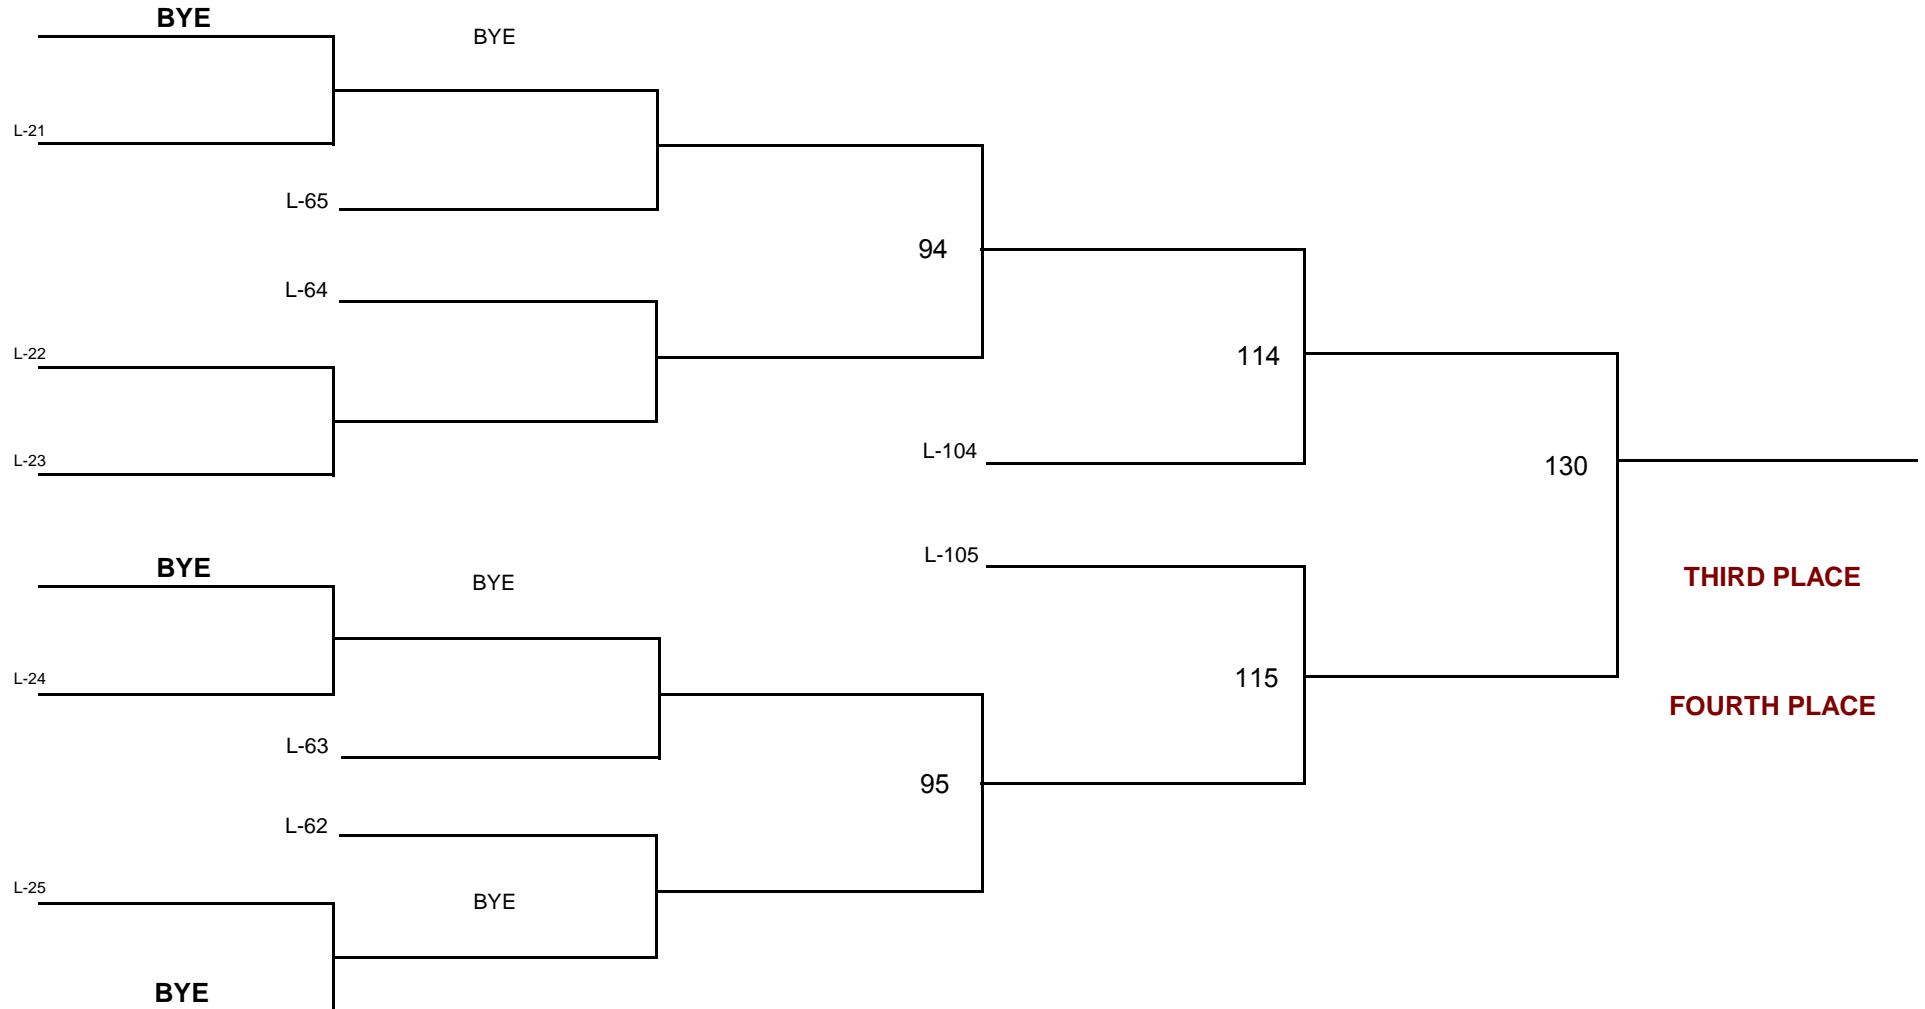 BYE
BYE
L-21
L-65
94
L-64
L-22
114
L-104
L-23
130
L-105
BYE
BYE
THIRD PLACE
L-24
115
FOURTH PLACE
L-63
95
L-62
L-25
BYE
BYE